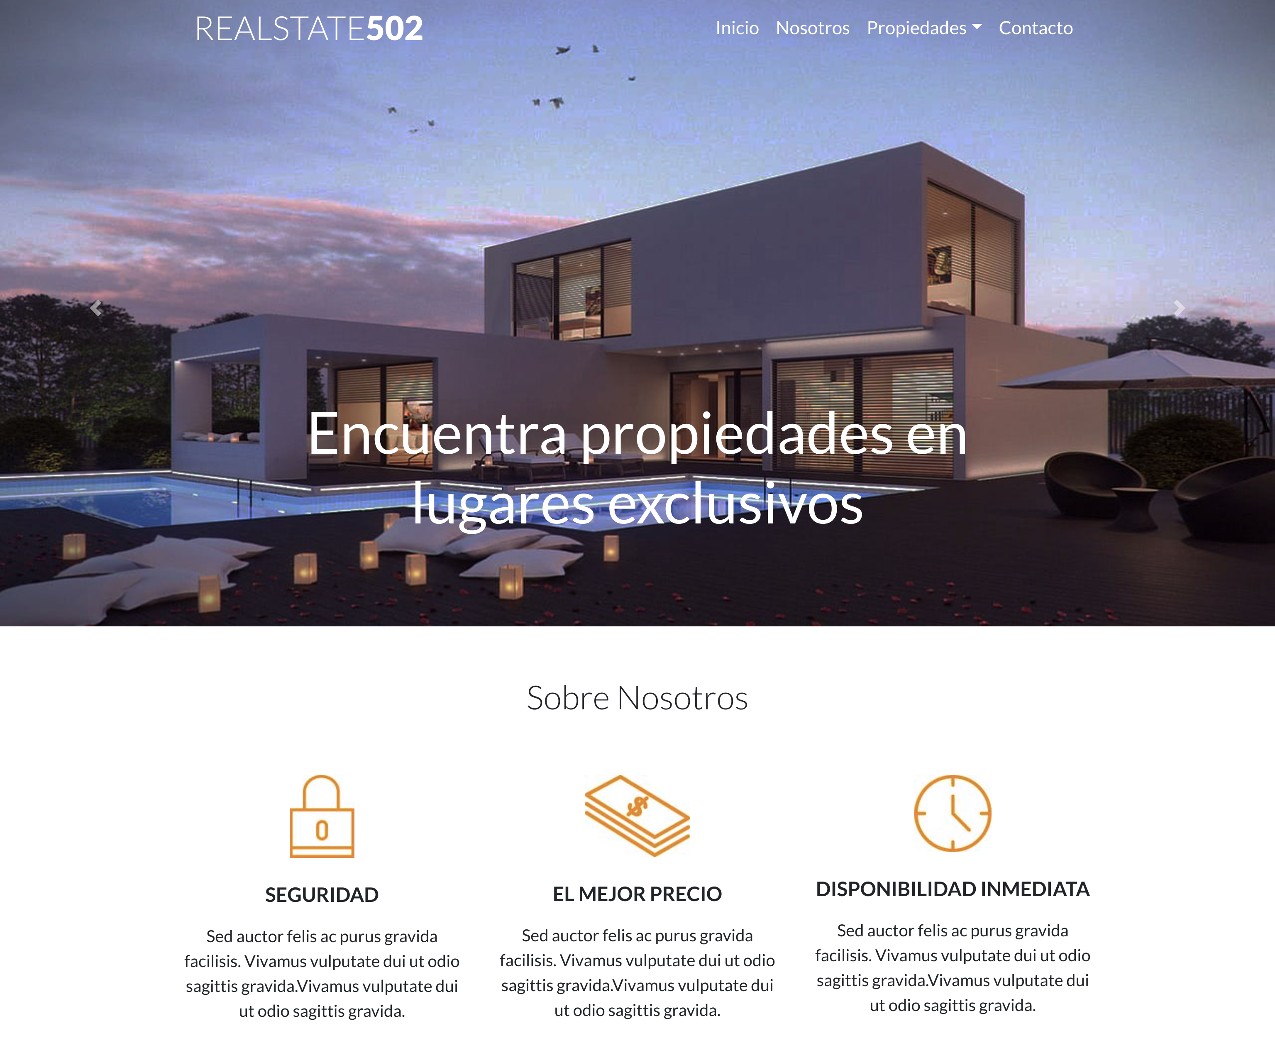 REALSTATE502
Inicio Nosotros Propiedades Contacto
Encuentra propiedades en
lugares exclusivos
Sobre Nosotros
SEGURIDAD
Sed auctor felis ac purus gravida
facilisis. Vivamus vulputate dui ut odio
sagittis gravida.Vivamus vulputate dui
ut odio sagittis gravida.
EL MEJOR PRECIO
Sed auctor felis ac purus gravida
facilisis. Vivamus vulputate dui ut odio
sagittis gravida.Vivamus vulputate dui
ut odio sagittis gravida.
DISPONIBILIDAD INMEDIATA
Sed auctor felis ac purus gravida
facilisis. Vivamus vulputate dui ut odio
sagittis gravida.Vivamus vulputate dui
ut odio sagittis gravida.